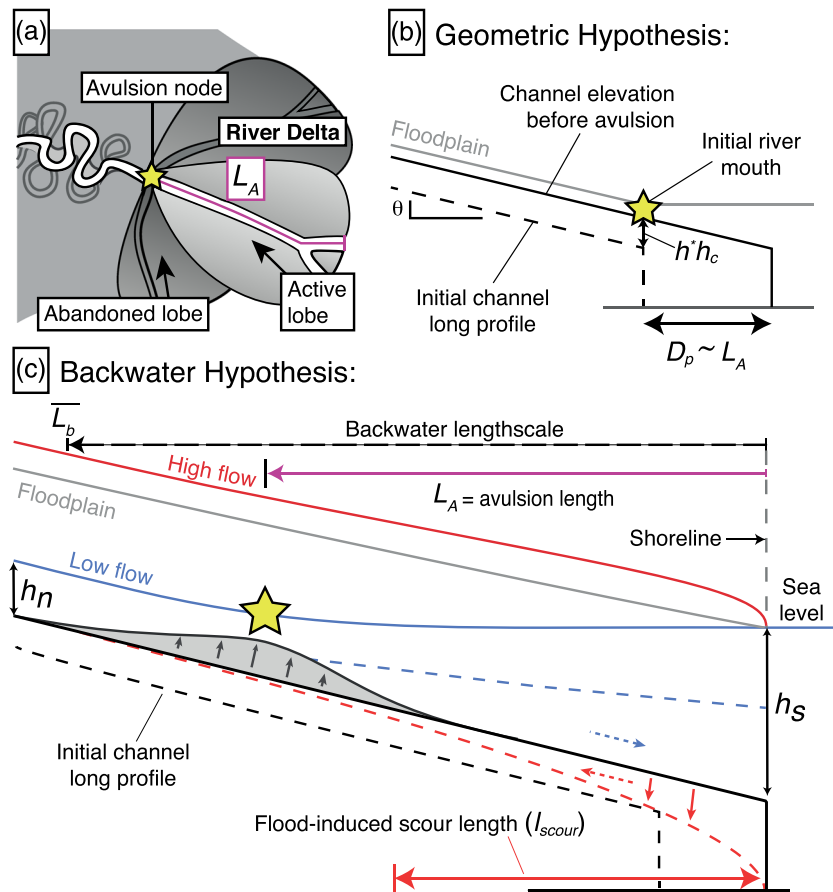 (a)
Avulsion node
River Delta
L_A
Abandoned lobe
Active
lobe
(b) Geometric Hypothesis:
Channel elevation
before avulsion
Floodplain
Initial river
mouth
θ
h*h_c
Initial channel
long profile
D_p ~ L_A
(c) Backwater Hypothesis:
L̅_b
Backwater lengthscale
High flow
L_A = avulsion length
Floodplain
Shoreline
Low flow
Sea
level
h_n
h_s
Initial channel
long profile
Flood-induced scour length (l_scour)